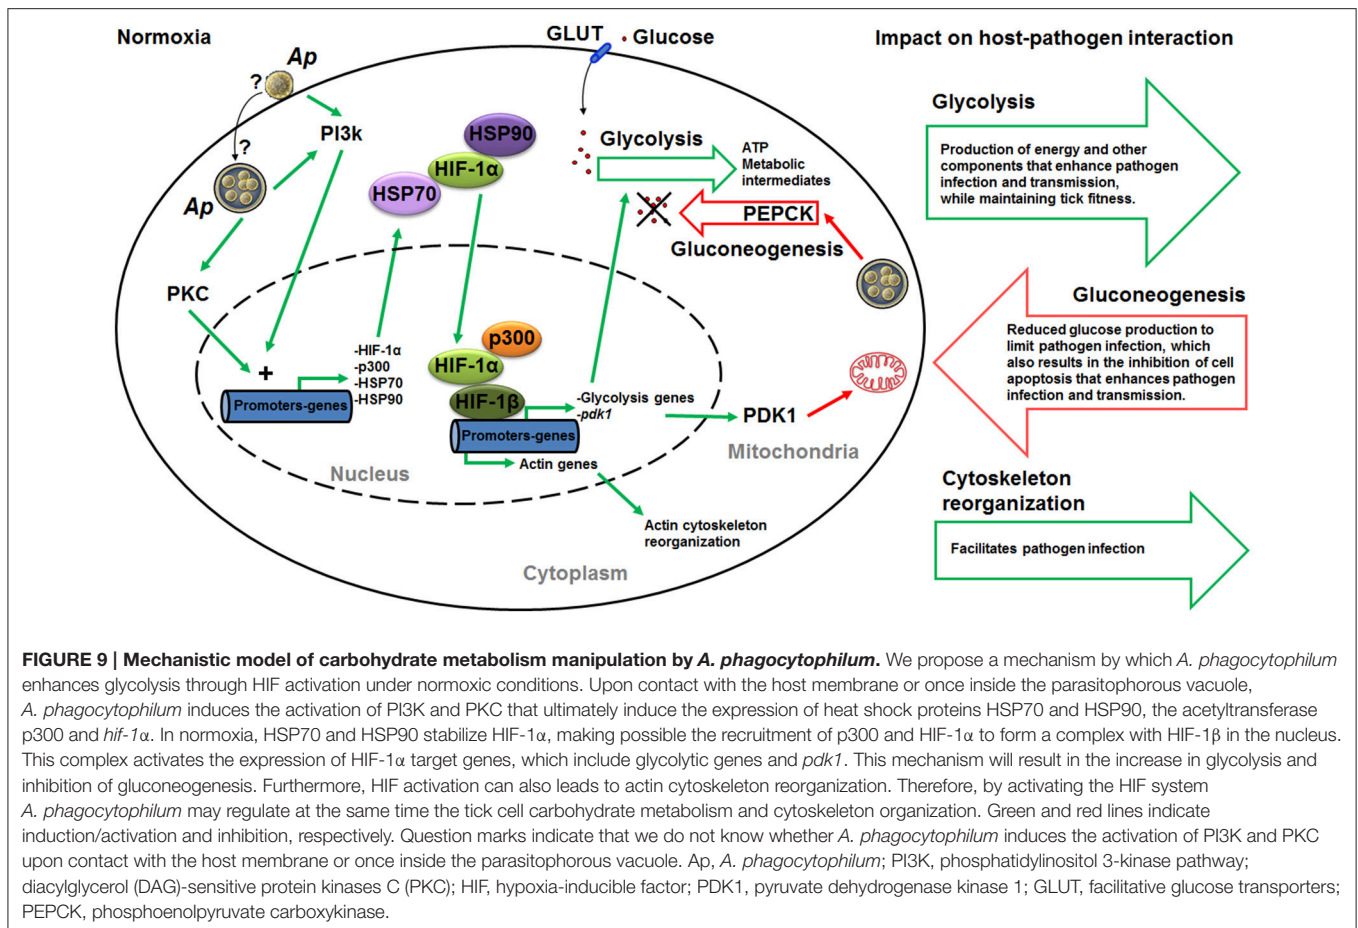 Normoxia
GLUT
Glucose
Impact on host-pathogen interaction
Ap
?
?
PI3k
Ap
PKC
HSP90
HIF-1α
HSP70
Glycolysis
ATP
Metabolic
intermediates
PEPCK
Gluconeogenesis
+
-HIF-1α
-p300
-HSP70
-HSP90
Promoters-genes
p300
HIF-1α
HIF-1β
-Glycolysis genes
-pdk1
Promoters-genes
Actin genes
PDK1
Mitochondria
Nucleus
Actin cytoskeleton
reorganization
Cytoplasm
Glycolysis
Production of energy and other
components that enhance pathogen
infection and transmission,
while maintaining tick fitness.
Gluconeogenesis
Reduced glucose production to
limit pathogen infection, which
also results in the inhibition of cell
apoptosis that enhances pathogen
infection and transmission.
Cytoskeleton
reorganization
Facilitates pathogen infection
FIGURE 9 | Mechanistic model of carbohydrate metabolism manipulation by A. phagocytophilum. We propose a mechanism by which A. phagocytophilum
enhances glycolysis through HIF activation under normoxic conditions. Upon contact with the host membrane or once inside the parasitophorous vacuole,
A. phagocytophilum induces the activation of PI3K and PKC that ultimately induce the expression of heat shock proteins HSP70 and HSP90, the acetyltransferase
p300 and hif-1α. In normoxia, HSP70 and HSP90 stabilize HIF-1α, making possible the recruitment of p300 and HIF-1α to form a complex with HIF-1β in the nucleus.
This complex activates the expression of HIF-1α target genes, which include glycolytic genes and pdk1. This mechanism will result in the increase in glycolysis and
inhibition of gluconeogenesis. Furthermore, HIF activation can also leads to actin cytoskeleton reorganization. Therefore, by activating the HIF system
A. phagocytophilum may regulate at the same time the tick cell carbohydrate metabolism and cytoskeleton organization. Green and red lines indicate
induction/activation and inhibition, respectively. Question marks indicate that we do not know whether A. phagocytophilum induces the activation of PI3K and PKC
upon contact with the host membrane or once inside the parasitophorous vacuole. Ap, A. phagocytophilum; PI3K, phosphatidylinositol 3-kinase pathway;
diacylglycerol (DAG)-sensitive protein kinases C (PKC); HIF, hypoxia-inducible factor; PDK1, pyruvate dehydrogenase kinase 1; GLUT, facilitative glucose transporters;
PEPCK, phosphoenolpyruvate carboxykinase.